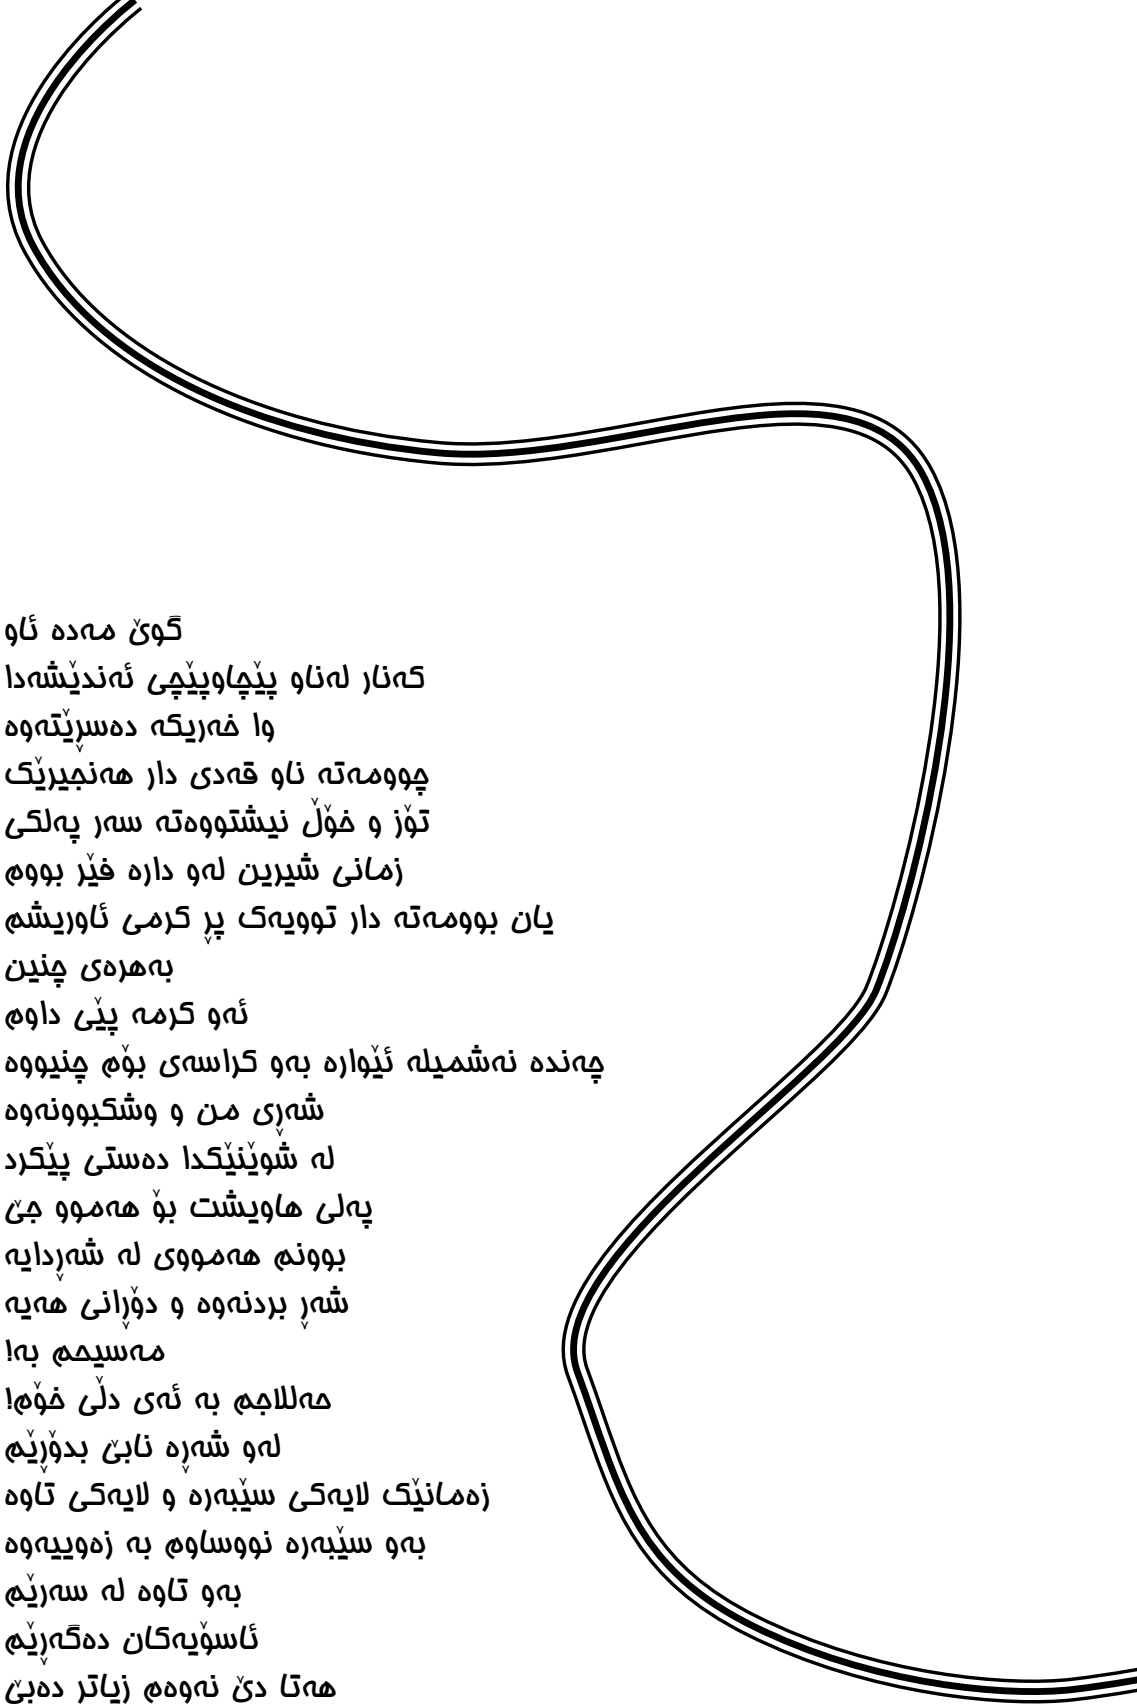 گوێ مەدە ئاو
کەنار لەناو پێچاوپێچی ئەندێشەدا
وا خەریکە دەسڕێتەوە
چوومەتە ناو قەدی دار هەنجیرێک
تۆز و خۆڵ نیشتووەتە سەر پەلکی
زمانی شیرین لەو دارە فێر بووم
یان بوومەتە دار توویەک پڕ کرمی ئاوریشم
بەهرەی چنین
ئەو کرمە پێی داوم
چەندە نەشمیلە ئێوارە بەو کراسەی بۆم چنیووە
شەڕی من و وشکبوونەوە
لە شوێنێکدا دەستی پێکرد
پەلی هاویشت بۆ هەموو جێ
بوونم هەمووی لە شەڕدایە
شەڕ بردنەوە و دۆڕانی هەیە
مەسیحم بە!
حەللاجم بە ئەی دڵی خۆم!
لەو شەڕە نابێ بدۆڕێم
زەمانێک لایەکی سێبەرە و لایەکی تاوە
بەو سێبەرە نووساوم بە زەوییەوە
بەو تاوە لە سەرێم
ئاسۆیەکان دەگەڕێم
هەتا دێ نەوەم زیاتر دەبێ